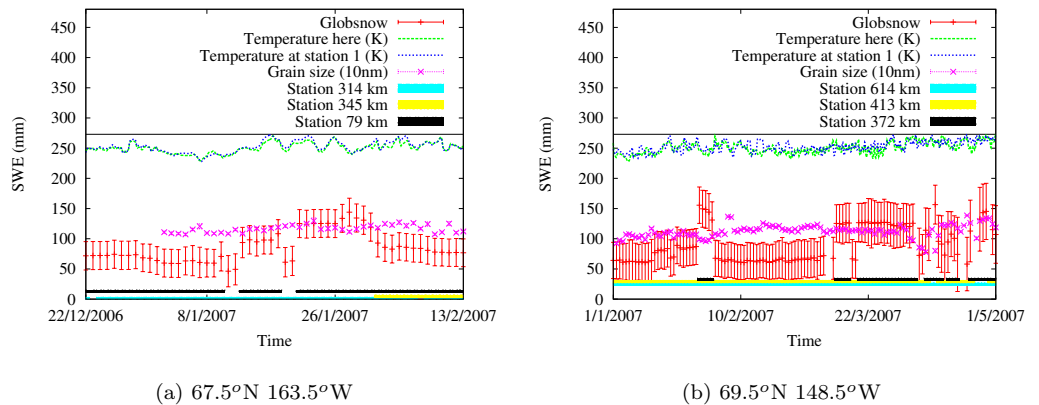 Globsnow
Temperature here (K)
Temperature at station 1 (K)
Grain size (10nm)
Station 314 km
Station 345 km
Station 79 km
SWE (mm)
450
400
350
300
250
200
150
100
50
0
22/12/2006 8/1/2007 26/1/2007 13/2/2007
Time
(a) 67.5°N 163.5°W
Globsnow
Temperature here (K)
Temperature at station 1 (K)
Grain size (10nm)
Station 614 km
Station 413 km
Station 372 km
SWE (mm)
450
400
350
300
250
200
150
100
50
0
1/1/2007 10/2/2007 22/3/2007 1/5/2007
Time
(b) 69.5°N 148.5°W